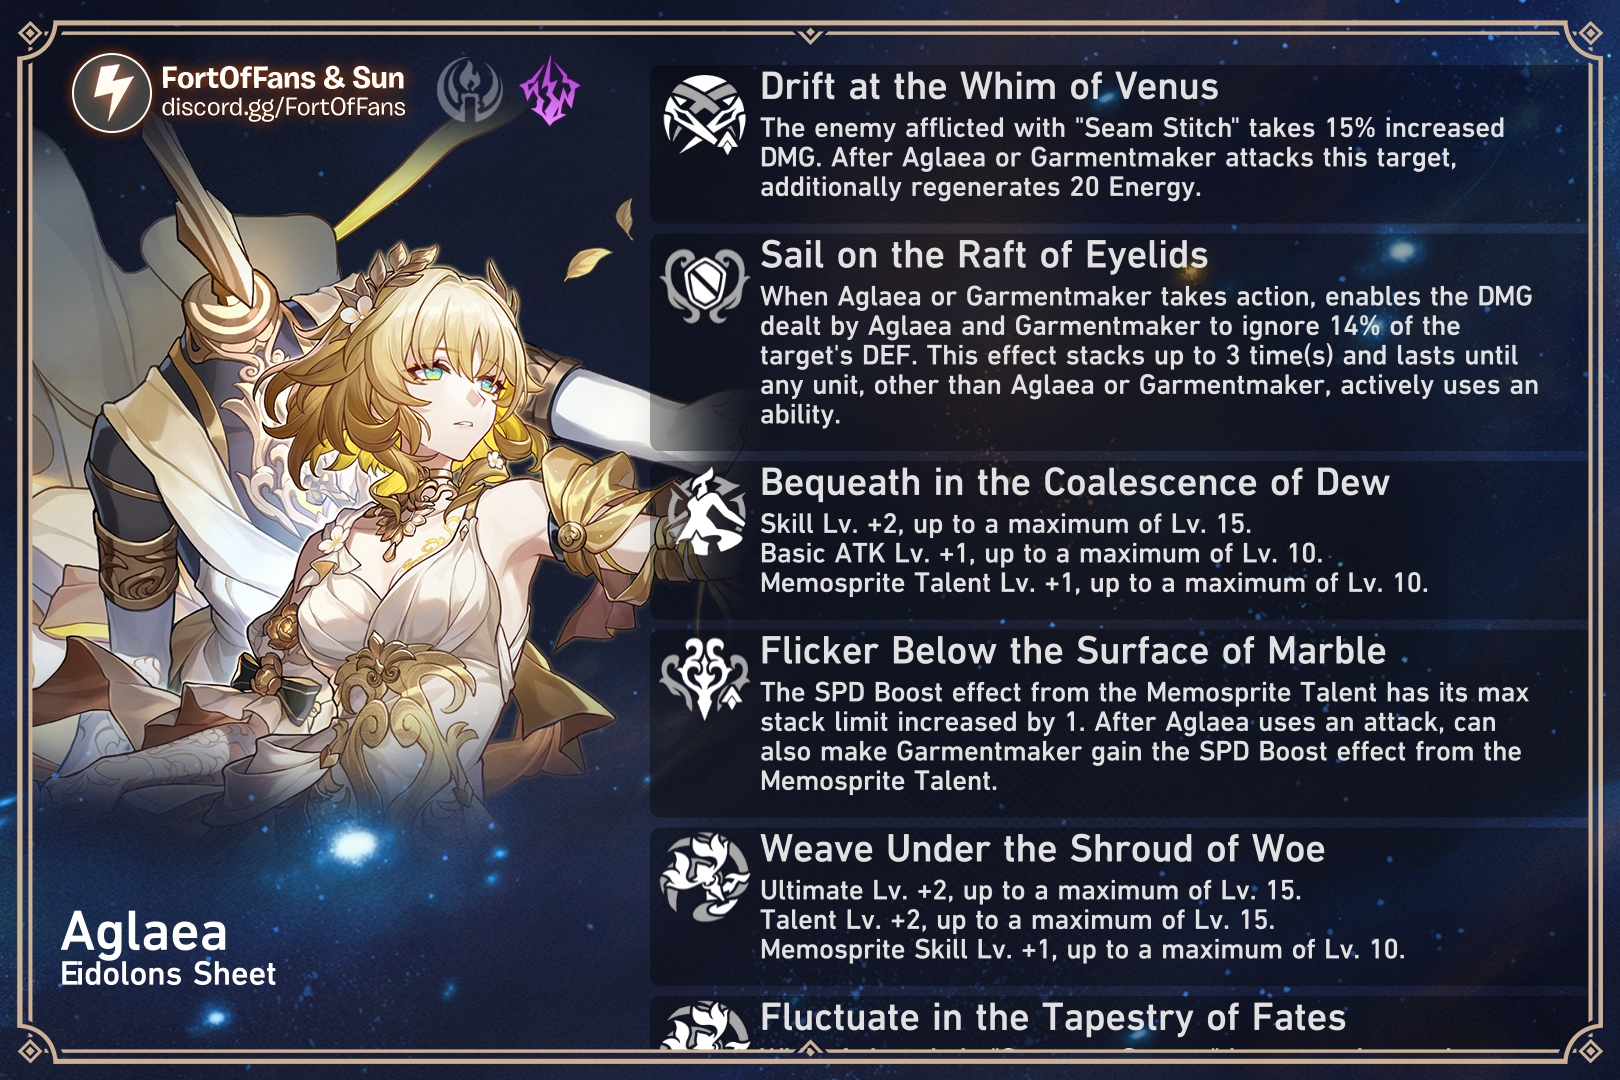 FortOfFans & Sun
discord.gg/FortOfFans
Drift at the Whim of Venus
The enemy afflicted with "Seam Stitch" takes 15% increased
DMG. After Aglaea or Garmentmaker attacks this target,
additionally regenerates 20 Energy.
Sail on the Raft of Eyelids
When Aglaea or Garmentmaker takes action, enables the DMG
dealt by Aglaea and Garmentmaker to ignore 14% of the
target's DEF. This effect stacks up to 3 time(s) and lasts until
any unit, other than Aglaea or Garmentmaker, actively uses an
ability.
Bequeath in the Coalescence of Dew
Skill Lv. +2, up to a maximum of Lv. 15.
Basic ATK Lv. +1, up to a maximum of Lv. 10.
Memosprite Talent Lv. +1, up to a maximum of Lv. 10.
Flicker Below the Surface of Marble
The SPD Boost effect from the Memosprite Talent has its max
stack limit increased by 1. After Aglaea uses an attack, can
also make Garmentmaker gain the SPD Boost effect from the
Memosprite Talent.
Weave Under the Shroud of Woe
Ultimate Lv. +2, up to a maximum of Lv. 15.
Talent Lv. +2, up to a maximum of Lv. 15.
Memosprite Skill Lv. +1, up to a maximum of Lv. 10.
Fluctuate in the Tapestry of Fates
Aglaea
Eidolons Sheet